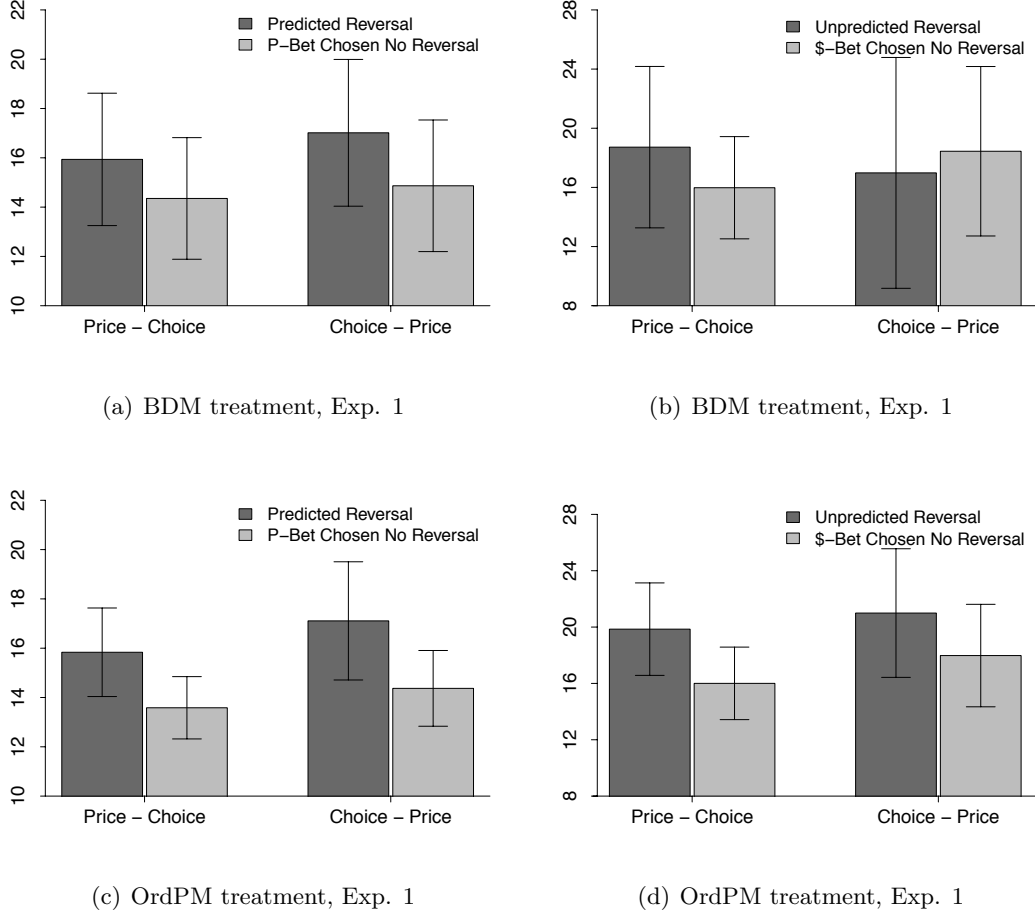 22
20
18
16
14
12
10
Predicted Reversal
P−Bet Chosen No Reversal
Price − Choice
Choice − Price
(a) BDM treatment, Exp. 1
28
24
20
16
12
8
Unpredicted Reversal
$−Bet Chosen No Reversal
Price − Choice
Choice − Price
(b) BDM treatment, Exp. 1
22
20
18
16
14
12
10
Predicted Reversal
P−Bet Chosen No Reversal
Price − Choice
Choice − Price
(c) OrdPM treatment, Exp. 1
28
24
20
16
12
8
Unpredicted Reversal
$−Bet Chosen No Reversal
Price − Choice
Choice − Price
(d) OrdPM treatment, Exp. 1